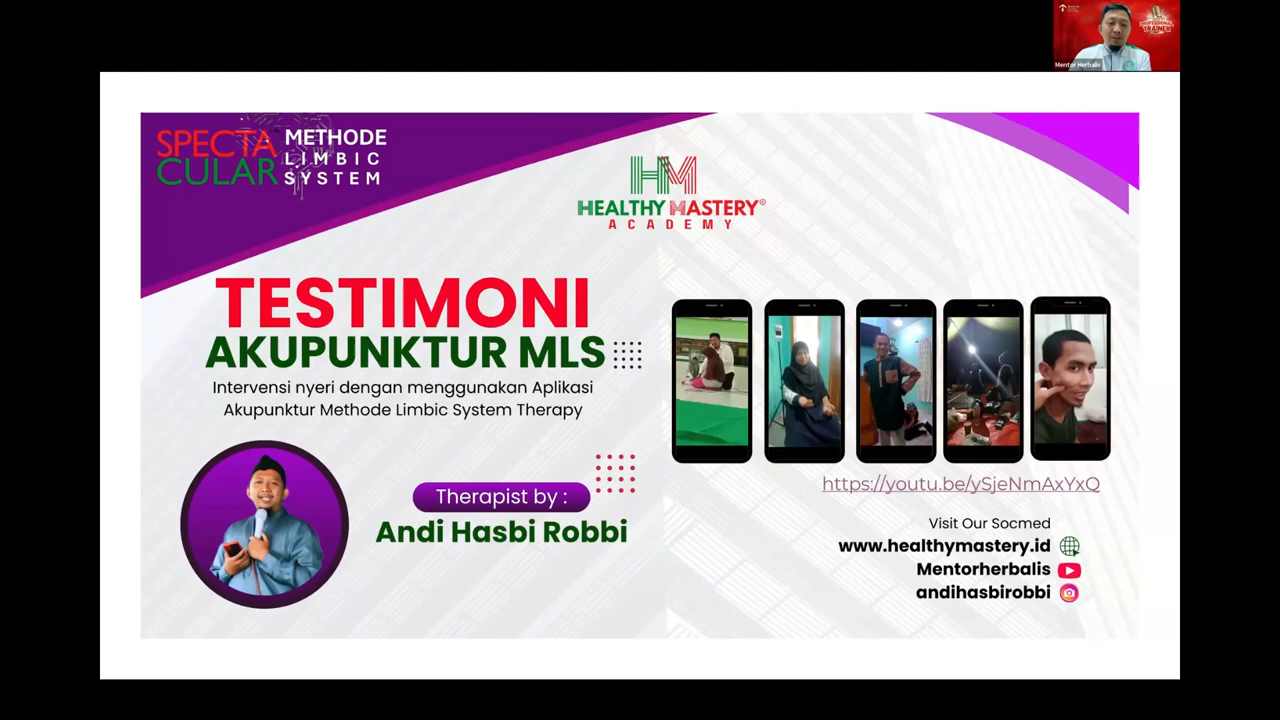 Mentor Herbalis
PROFESSIONAL
TRAINER
SPECTA
CULAR
METHODE
LIMBIC
SYSTEM
HM
HEALTHY MASTERY®
ACADEMY
TESTIMONI
AKUPUNKTUR MLS
Intervensi nyeri dengan menggunakan Aplikasi
Akupunktur Methode Limbic System Therapy
Therapist by :
Andi Hasbi Robbi
https://youtu.be/ySjeNmAxYxQ
Visit Our Socmed
www.healthymastery.id
Mentorherbalis
andihasbirobbi